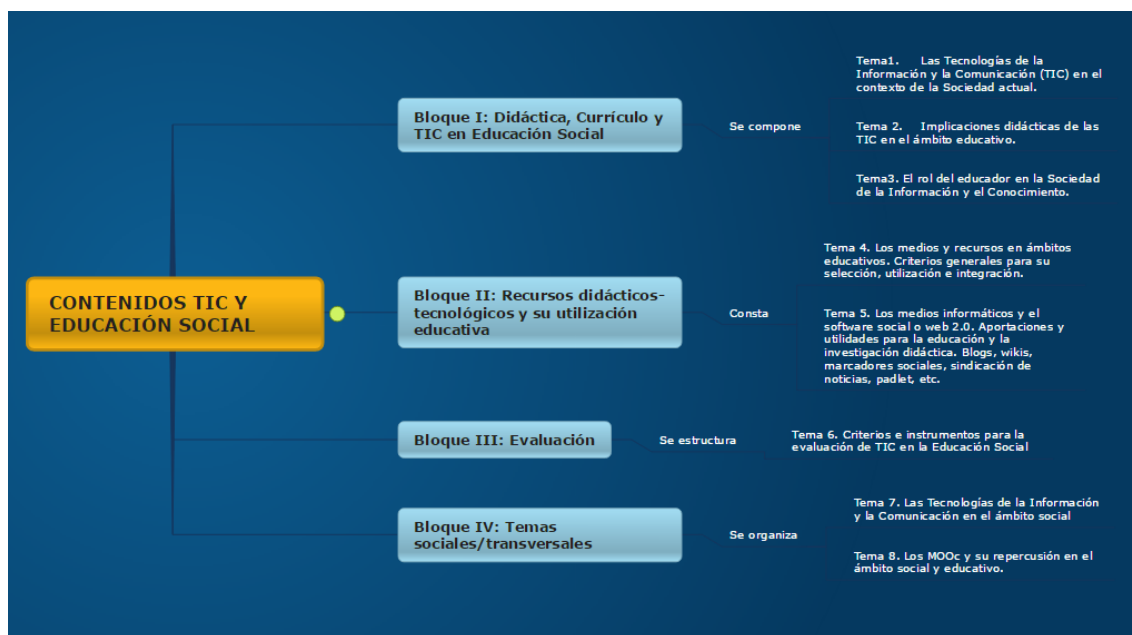 CONTENIDOS TIC Y
EDUCACIÓN SOCIAL
Bloque I: Didáctica, Currículo y
TIC en Educación Social
Se compone
Tema1. Las Tecnologías de la
Información y la Comunicación (TIC) en el
contexto de la Sociedad actual.
Tema 2. Implicaciones didácticas de las
TIC en el ámbito educativo.
Tema3. El rol del educador en la Sociedad
de la Información y el Conocimiento.
Bloque II: Recursos didácticos-
tecnológicos y su utilización
educativa
Consta
Tema 4. Los medios y recursos en ámbitos
educativos. Criterios generales para su
selección, utilización e integración.
Tema 5. Los medios informáticos y el
software social o web 2.0. Aportaciones y
utilidades para la educación y la
investigación didáctica. Blogs, wikis,
marcadores sociales, sindicación de
noticias, padlet, etc.
Bloque III: Evaluación
Se estructura
Tema 6. Criterios e instrumentos para la
evaluación de TIC en la Educación Social
Bloque IV: Temas
sociales/transversales
Se organiza
Tema 7. Las Tecnologías de la Información
y la Comunicación en el ámbito social
Tema 8. Los MOOc y su repercusión en el
ámbito social y educativo.